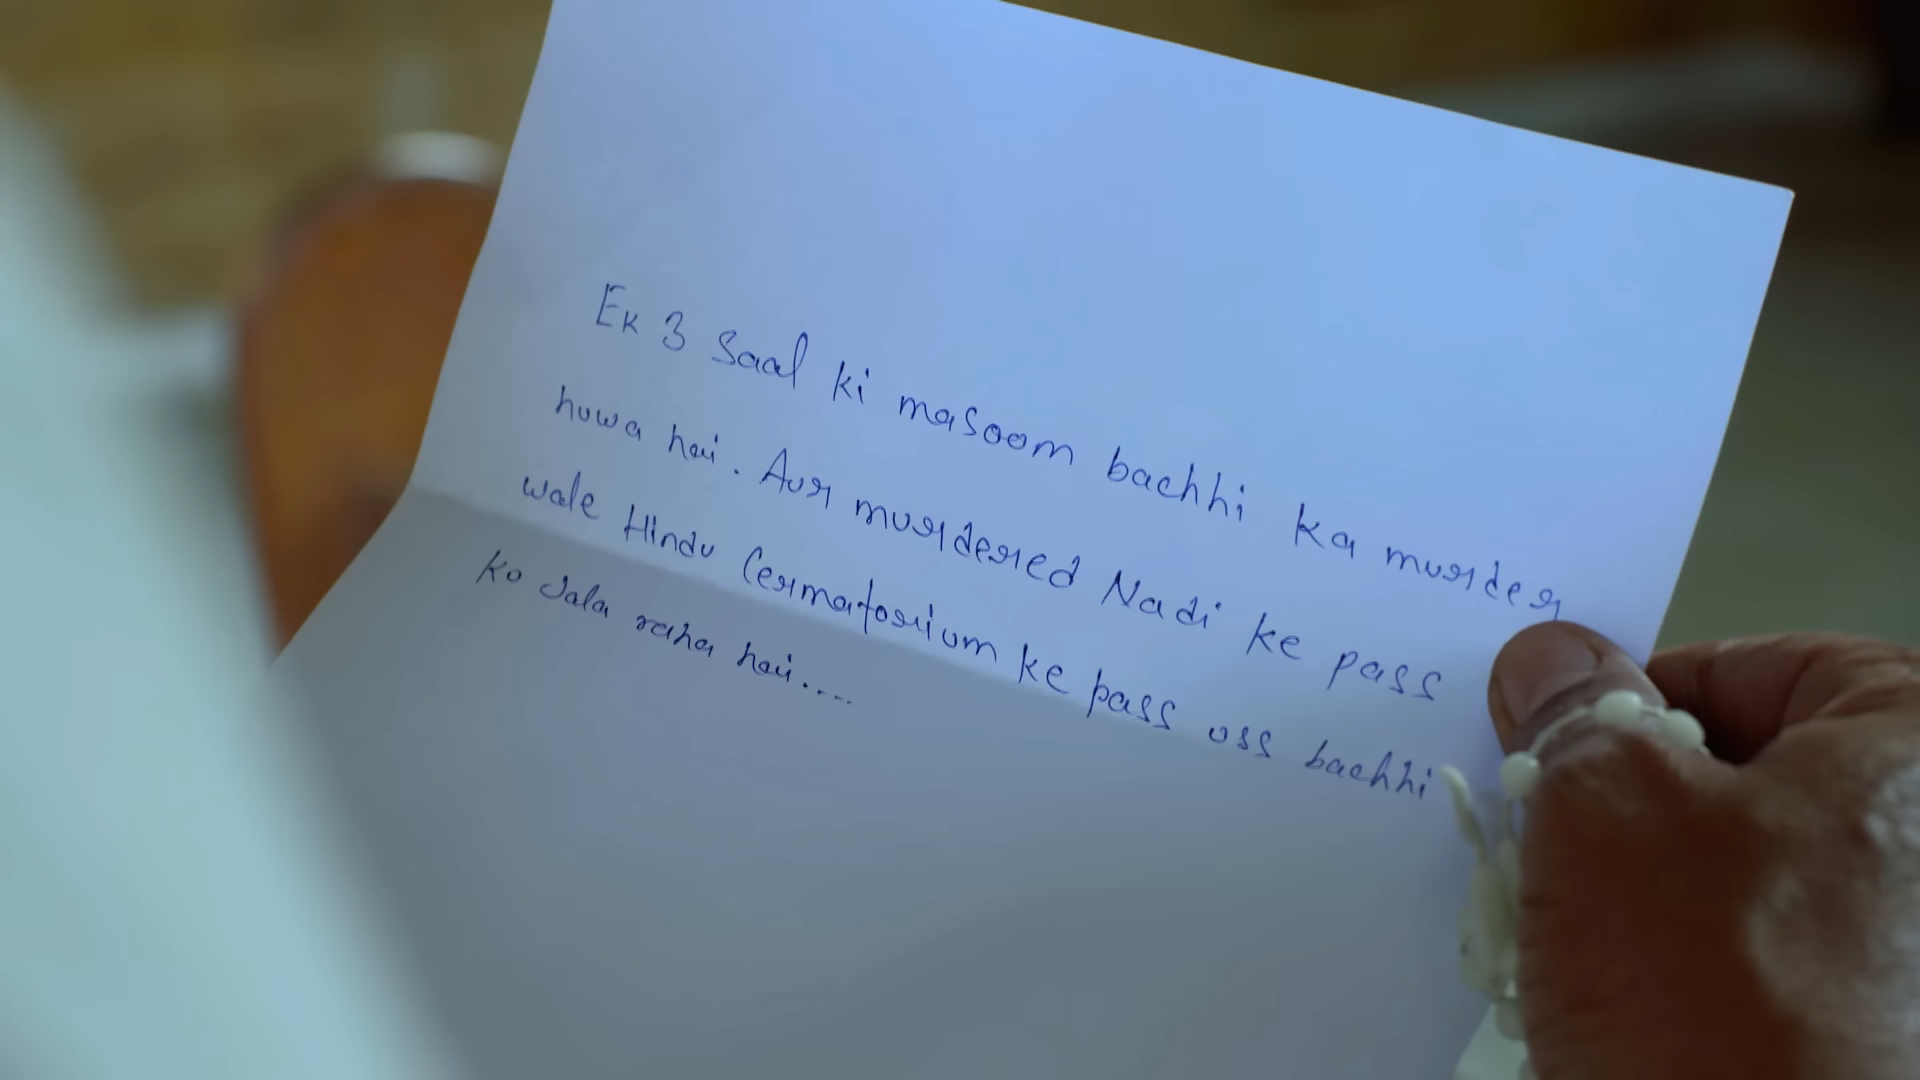 Ek 3 Saal ki masoom bachhi ka murder
huwa hai. Aur murdered Nadi ke pass
wale Hindu Cermatorium ke pass uss bachhi
ko Jala raha hai....